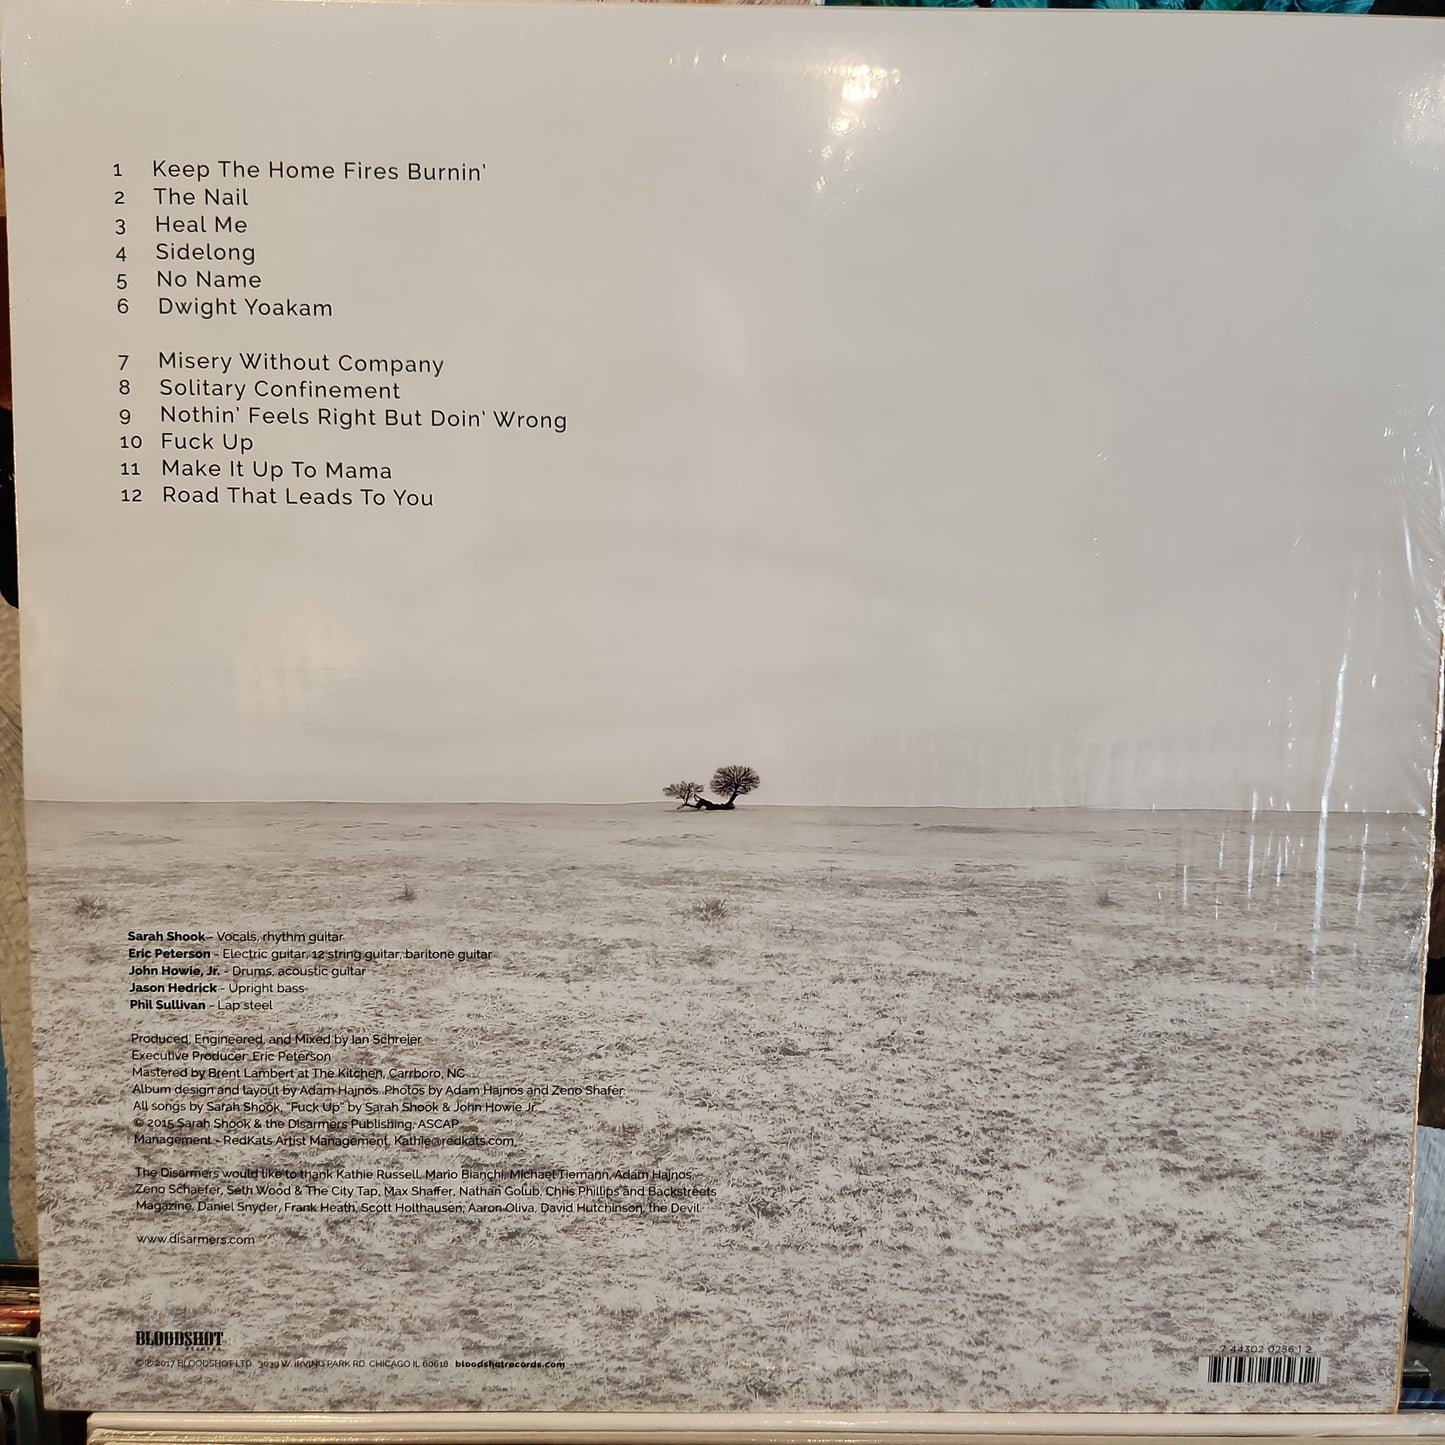 1 Keep The Home Fires Burnin'
2 The Nail
3 Heal Me
4 Sidelong
5 No Name
6 Dwight Yoakam
7 Misery Without Company
8 Solitary Confinement
9 Nothin' Feels Right But Doin' Wrong
10 Fuck Up
11 Make It Up To Mama
12 Road That Leads To You
Sarah Shook - Vocals, rhythm guitar
Eric Peterson - Electric guitar, 12 string guitar, baritone guitar
John Howie, Jr. - Drums, acoustic guitar
Jason Hedrick - Upright bass
Phil Sullivan - Lap steel
Produced, Engineered, and Mixed by Ian Schreier
Executive Producer: Eric Peterson
Mastered by Brent Lambert at The Kitchen, Carrboro, NC
Album design and layout by Adam Hajnos. Photos by Adam Hajnos and Zeno Shafer.
All songs by Sarah Shook, "Fuck Up" by Sarah Shook & John Howie Jr.
© 2015 Sarah Shook & the Disarmers Publishing, ASCAP
Management - RedKats Artist Management, Kathie@redkats.com,
The Disarmers would like to thank Kathie Russell, Mario Bianchi, Michael Tiemann, Adam Hajnos,
Zeno Schaefer, Seth Wood & The City Tap, Max Shaffer, Nathan Golub, Chris Phillips and Backstreets
Magazine, Daniel Snyder, Frank Heath, Scott Holthausen, Aaron Oliva, David Hutchinson, the Devil.
www.disarmers.com
BLOODSHOT
RECORDS
©℗ 2017 BLOODSHOT LTD. 3039 W. IRVING PARK RD. CHICAGO IL 60618 bloodshotrecords.com
7 44302 0256 1 2